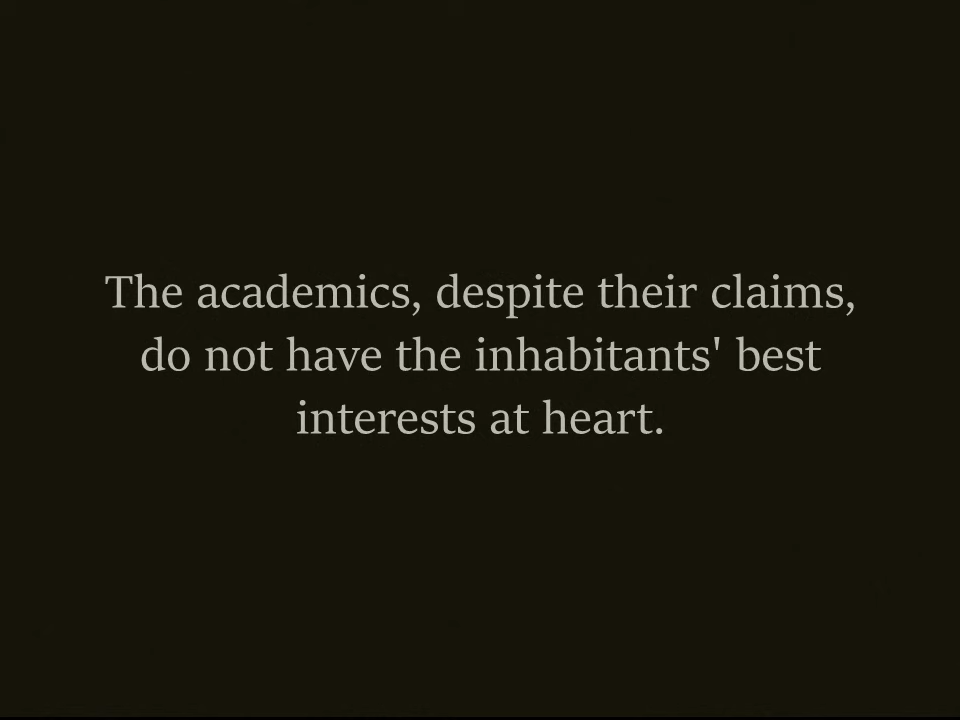 The academics, despite their claims,
do not have the inhabitants' best
interests at heart.